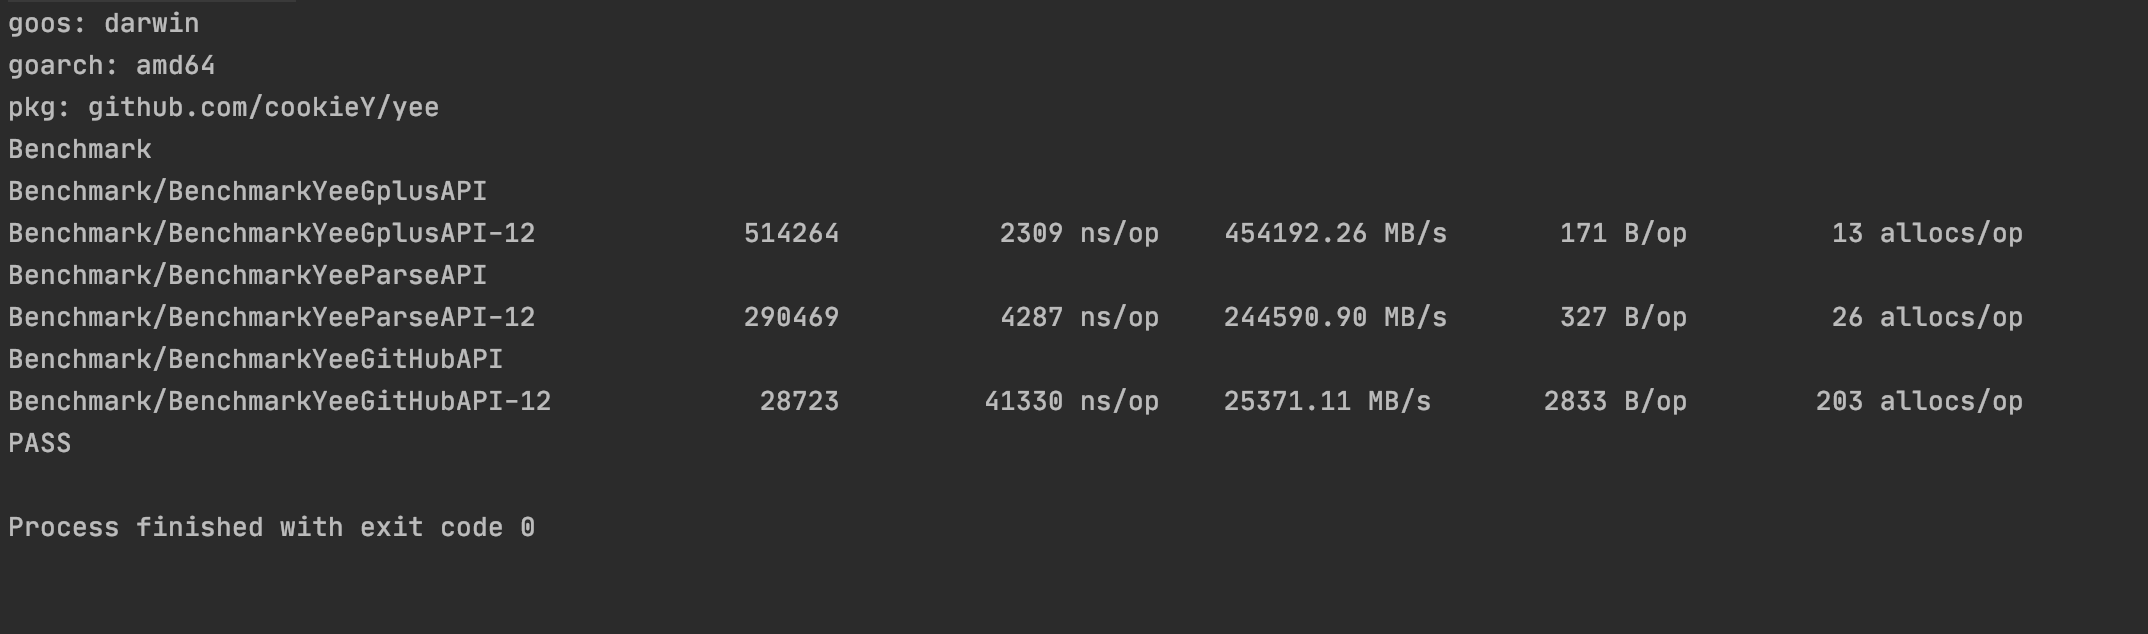 goos: darwin
goarch: amd64
pkg: github.com/cookieY/yee
Benchmark
Benchmark/BenchmarkYeeGplusAPI
Benchmark/BenchmarkYeeGplusAPI-12 514264 2309 ns/op 454192.26 MB/s 171 B/op 13 allocs/op
Benchmark/BenchmarkYeeParseAPI
Benchmark/BenchmarkYeeParseAPI-12 290469 4287 ns/op 244590.90 MB/s 327 B/op 26 allocs/op
Benchmark/BenchmarkYeeGitHubAPI
Benchmark/BenchmarkYeeGitHubAPI-12 28723 41330 ns/op 25371.11 MB/s 2833 B/op 203 allocs/op
PASS
Process finished with exit code 0